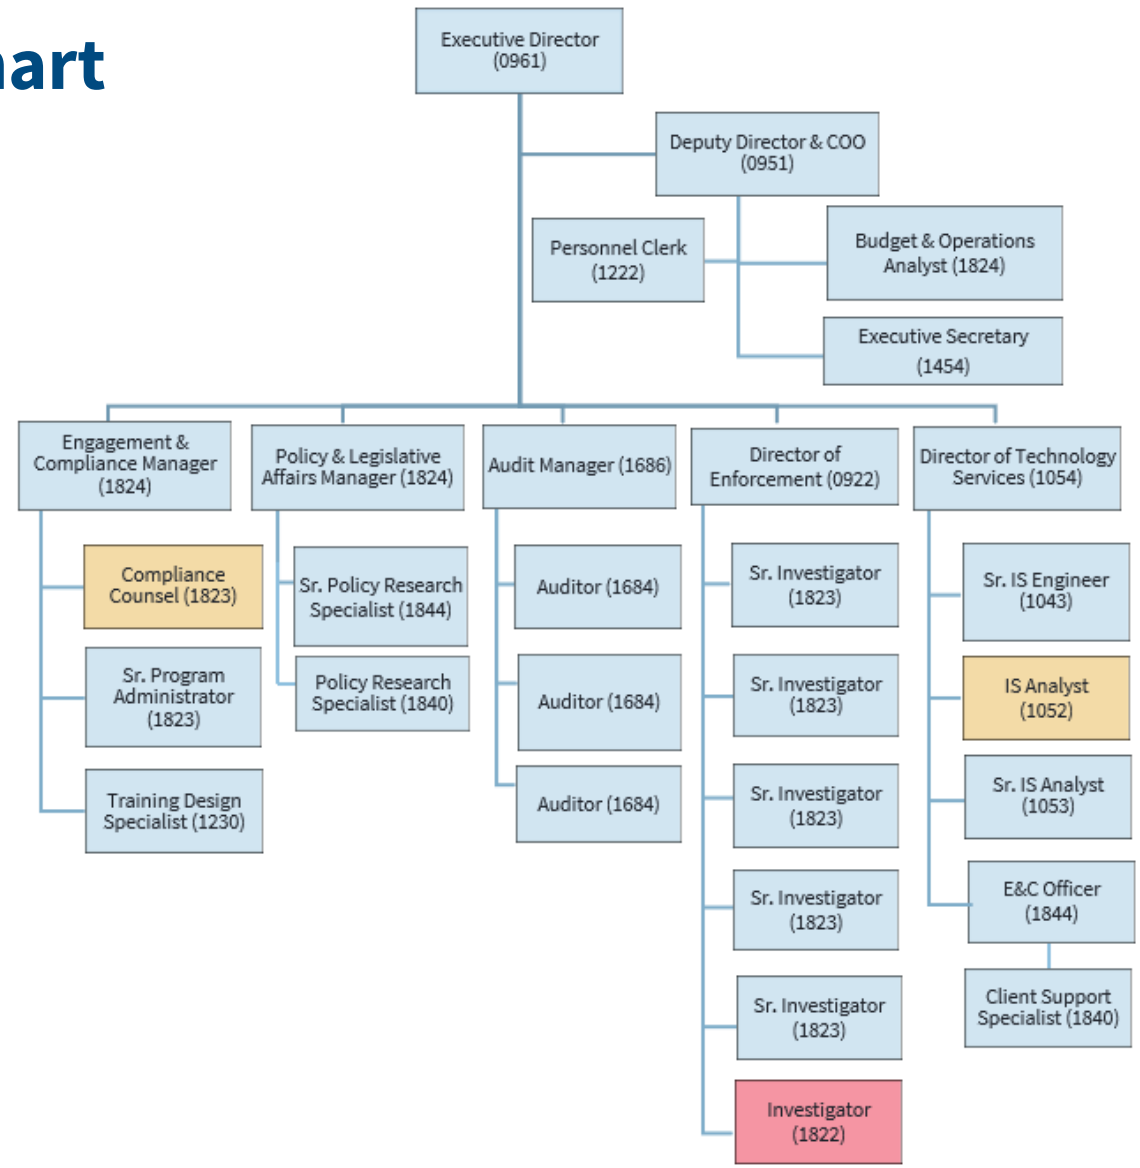 hart
Executive Director
(0961)
Deputy Director & COO
(0951)
Personnel Clerk
(1222)
Budget & Operations
Analyst (1824)
Executive Secretary
(1454)
Engagement &
Compliance Manager
(1824)
Compliance
Counsel (1823)
Sr. Program
Administrator
(1823)
Training Design
Specialist (1230)
Policy & Legislative
Affairs Manager (1824)
Sr. Policy Research
Specialist (1844)
Policy Research
Specialist (1840)
Audit Manager (1686)
Auditor (1684)
Auditor (1684)
Auditor (1684)
Director of
Enforcement (0922)
Sr. Investigator
(1823)
Sr. Investigator
(1823)
Sr. Investigator
(1823)
Sr. Investigator
(1823)
Sr. Investigator
(1823)
Investigator
(1822)
Director of Technology
Services (1054)
Sr. IS Engineer
(1043)
IS Analyst
(1052)
Sr. IS Analyst
(1053)
E&C Officer
(1844)
Client Support
Specialist (1840)